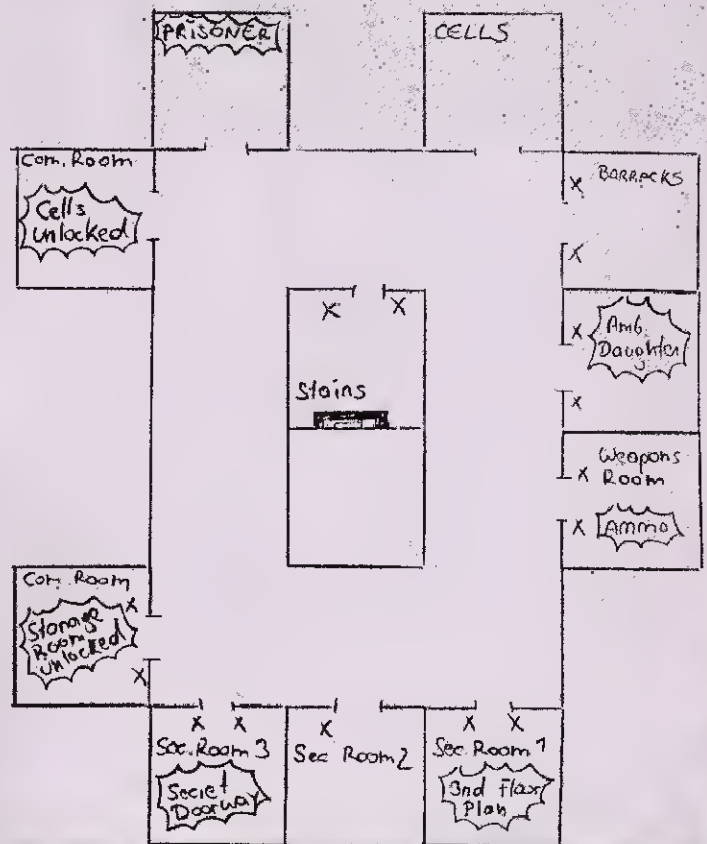 PRISONER
CELLS
Com. Room
Cells
unlocked
BARRACKS
X
X
X X
Amb.
Daughter
X
X
Stairs
Weapons
Room
X
Ammo
X
Com. Room
X
Storage
Room
unlocked
X
X X
X
X X
Sec. Room 3
Sec Room 2
Sec. Room 1
Secret
Doorway
3nd Floor
Plan